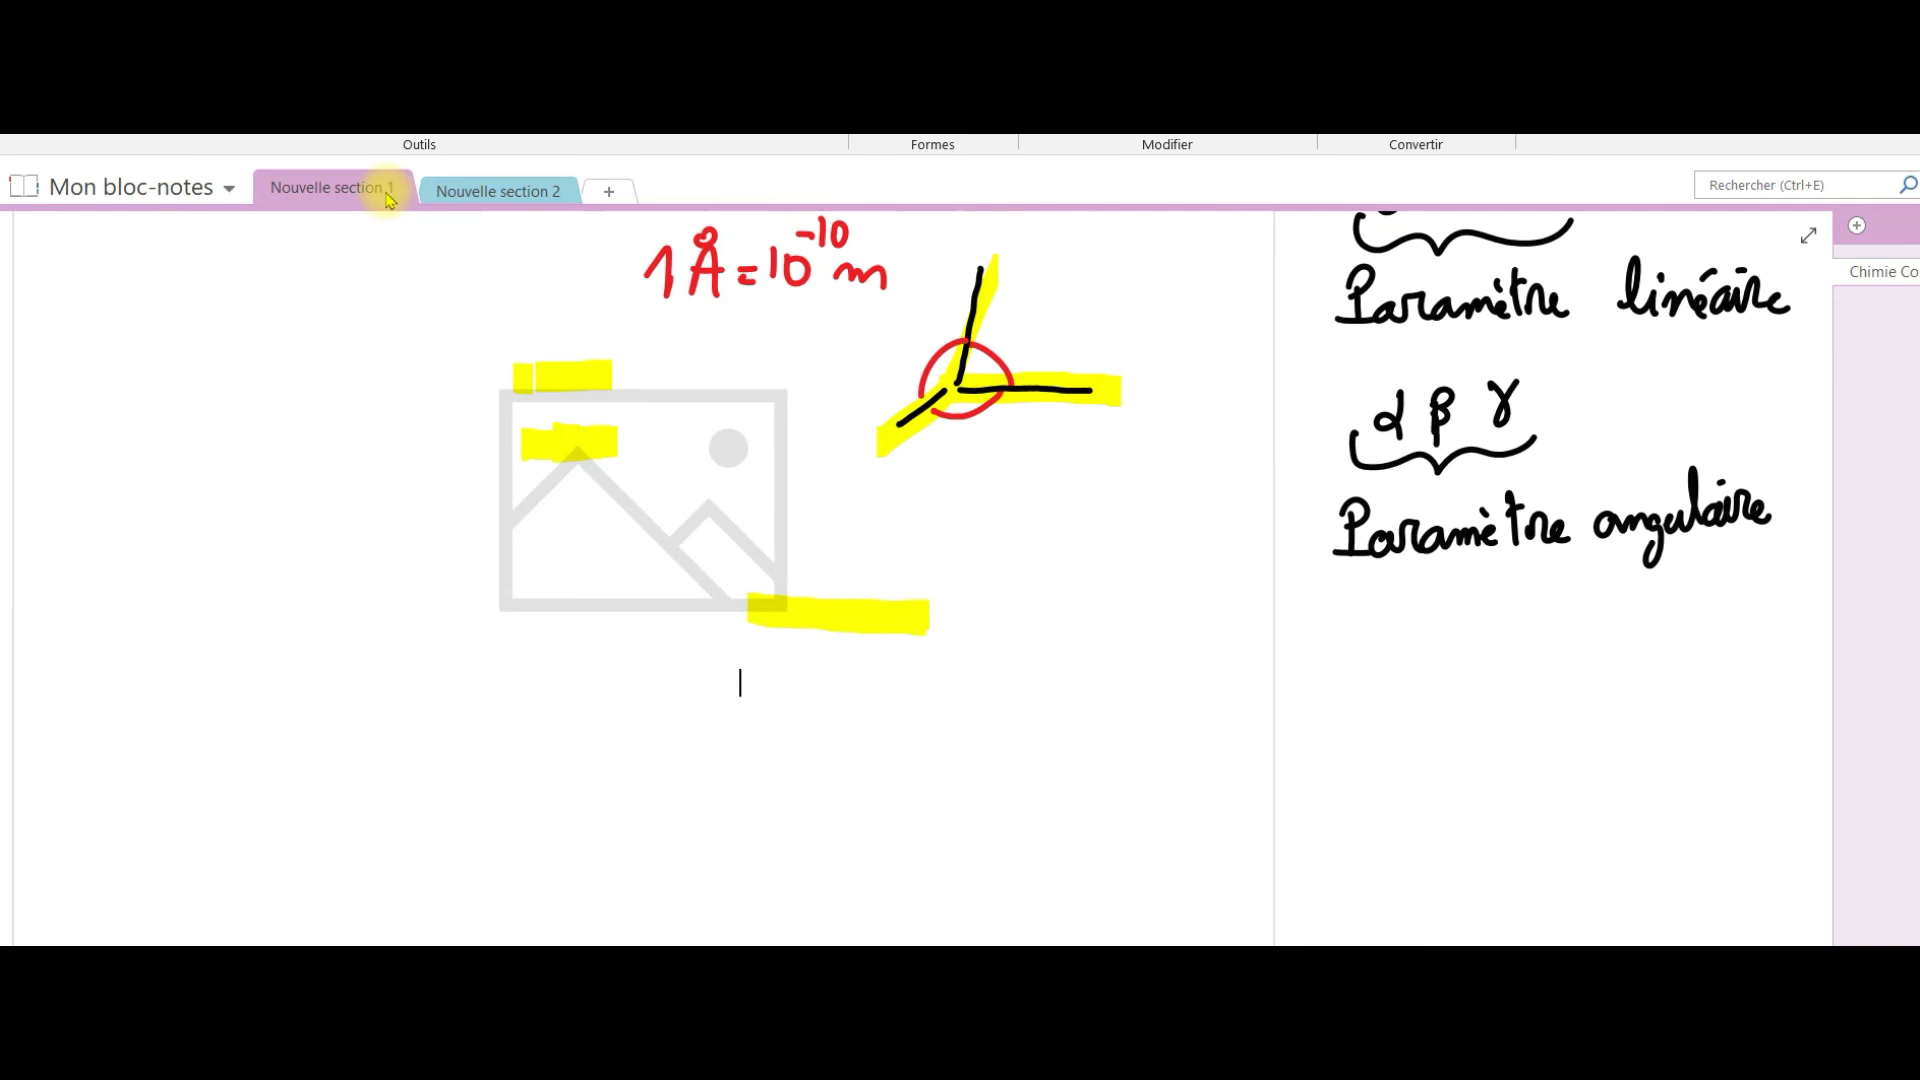 Outils Formes Modifier Convertir
Mon bloc-notes Nouvelle section 1 Nouvelle section 2 + Rechercher (Ctrl+E)
Chimie Co
1 Å = 10⁻¹⁰ m
Paramètre linéaire
α β γ
Paramètre angulaire